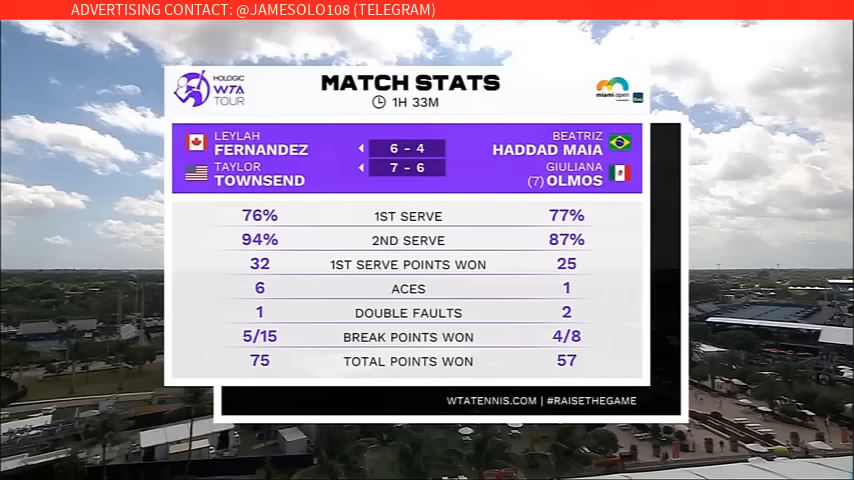 ADVERTISING CONTACT: @JAMESOLO108 (TELEGRAM)
HOLOGIC
WTA
TOUR
MATCH STATS
1H 33M
miami open
LEYLAH
FERNANDEZ
6 - 4
BEATRIZ
HADDAD MAIA
TAYLOR
TOWNSEND
7 - 6
GIULIANA
(7) OLMOS
76% 1ST SERVE 77%
94% 2ND SERVE 87%
32 1ST SERVE POINTS WON 25
6 ACES 1
1 DOUBLE FAULTS 2
5/15 BREAK POINTS WON 4/8
75 TOTAL POINTS WON 57
WTATENNIS.COM | #RAISETHEGAME